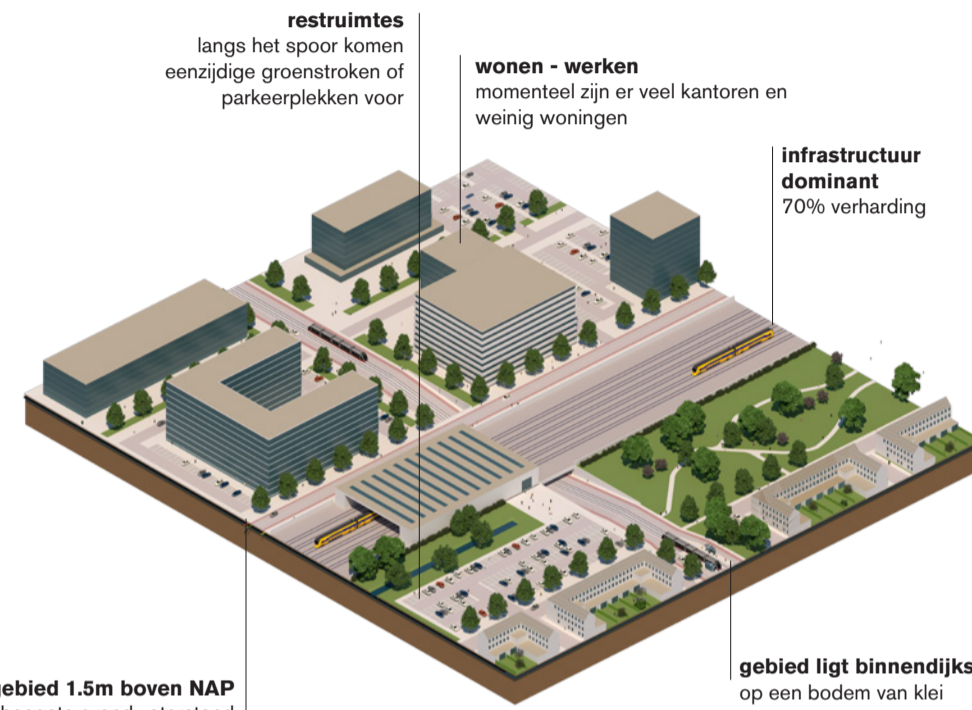 restruimtes
langs het spoor komen
eenzijdige groenstroken of
parkeerplekken voor
wonen - werken
momenteel zijn er veel kantoren en
weinig woningen
infrastructuur
dominant
70% verharding
gebied 1.5m boven NAP
gebied ligt binnendijks
op een bodem van klei